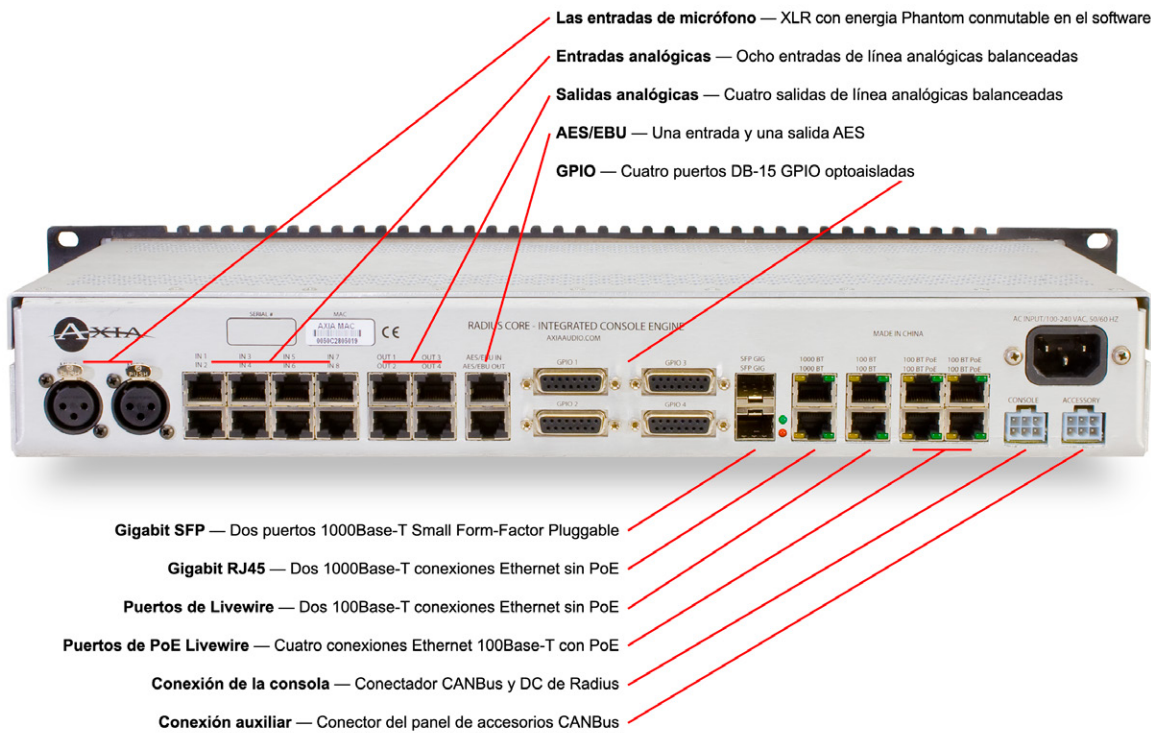 Las entradas de micrófono — XLR con energia Phantom conmutable en el software
Entradas analógicas — Ocho entradas de línea analógicas balanceadas
Salidas analógicas — Cuatro salidas de línea analógicas balanceadas
AES/EBU — Una entrada y una salida AES
GPIO — Cuatro puertos DB-15 GPIO optoaisladas
AXIA
SERIAL #
MAC
AXIA MAC
CE
RADIUS CORE - INTEGRATED CONSOLE ENGINE
AXIAAUDIO.COM
MADE IN CHINA
AC INPUT/100-240 VAC, 50/60 HZ
IN 1 IN 3 IN 5 IN 7
IN 2 IN 4 IN 6 IN 8
OUT 1 OUT 3
OUT 2 OUT 4
AES/EBU IN
AES/EBU OUT
GPIO 1
GPIO 3
GPIO 2
GPIO 4
SFP GIG
SFP GIG
1000 BT 100 BT 100 BT PoE 100 BT PoE
1000 BT 100 BT 100 BT PoE 100 BT PoE
CONSOLE
ACCESSORY
Gigabit SFP — Dos puertos 1000Base-T Small Form-Factor Pluggable
Gigabit RJ45 — Dos 1000Base-T conexiones Ethernet sin PoE
Puertos de Livewire — Dos 100Base-T conexiones Ethernet sin PoE
Puertos de PoE Livewire — Cuatro conexiones Ethernet 100Base-T con PoE
Conexión de la consola — Conectador CANBus y DC de Radius
Conexión auxiliar — Conector del panel de accesorios CANBus